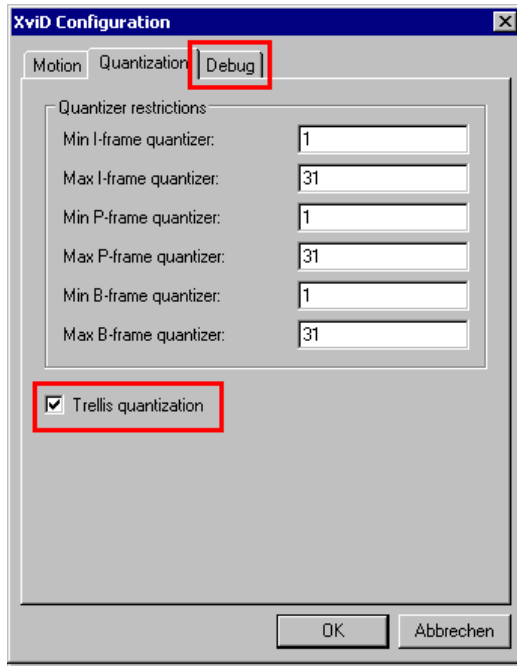 XviD Configuration
Motion Quantization Debug
Quantizer restrictions
Min I-frame quantizer: 1
Max I-frame quantizer: 31
Min P-frame quantizer: 1
Max P-frame quantizer: 31
Min B-frame quantizer: 1
Max B-frame quantizer: 31
Trellis quantization
OK Abbrechen